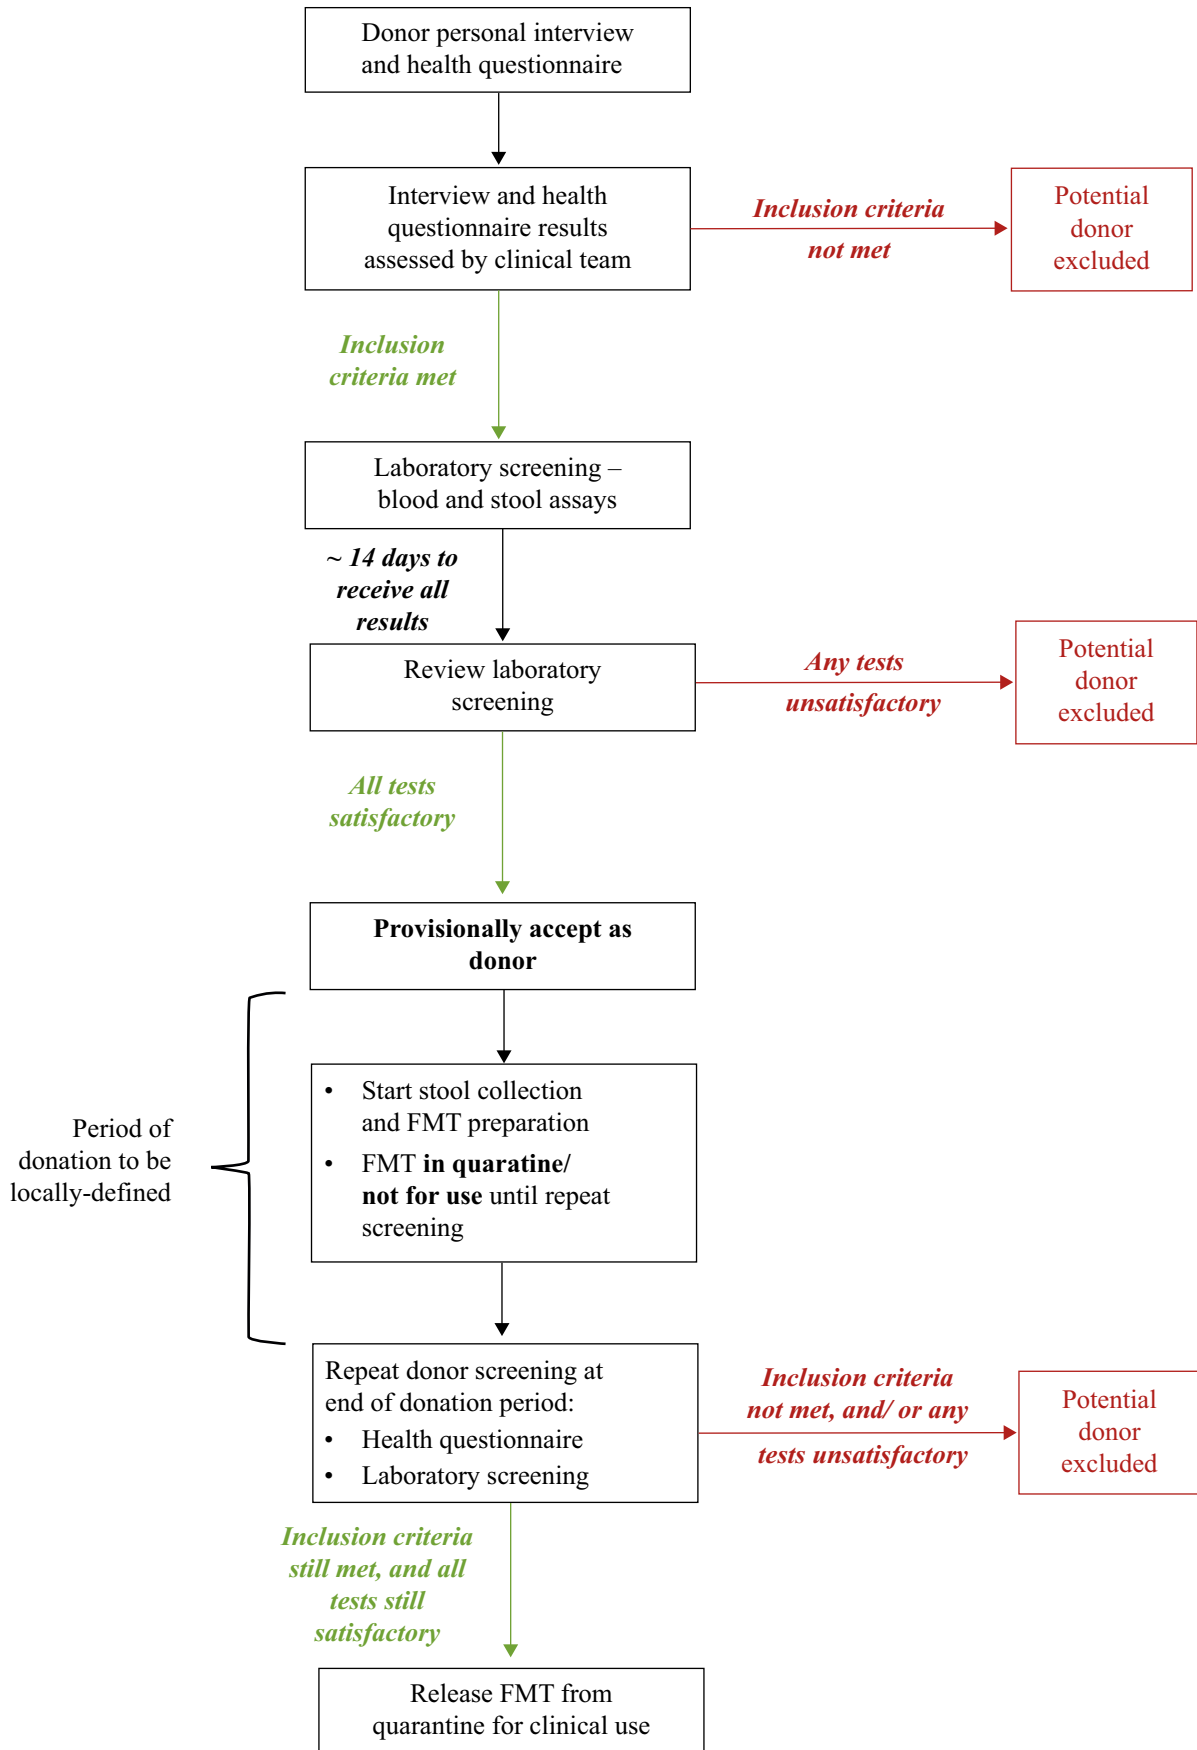 Donor personal interview
and health questionnaire
Interview and health
questionnaire results
assessed by clinical team
Inclusion criteria
not met
Potential
donor
excluded
Inclusion
criteria met
Laboratory screening –
blood and stool assays
~ 14 days to
receive all
results
Review laboratory
screening
Any tests
unsatisfactory
Potential
donor
excluded
All tests
satisfactory
Provisionally accept as
donor
Period of
donation to be
locally-defined
• Start stool collection
and FMT preparation
• FMT in quaratine/
not for use until repeat
screening
Repeat donor screening at
end of donation period:
• Health questionnaire
• Laboratory screening
Inclusion criteria
not met, and/ or any
tests unsatisfactory
Potential
donor
excluded
Inclusion criteria
still met, and all
tests still
satisfactory
Release FMT from
quarantine for clinical use